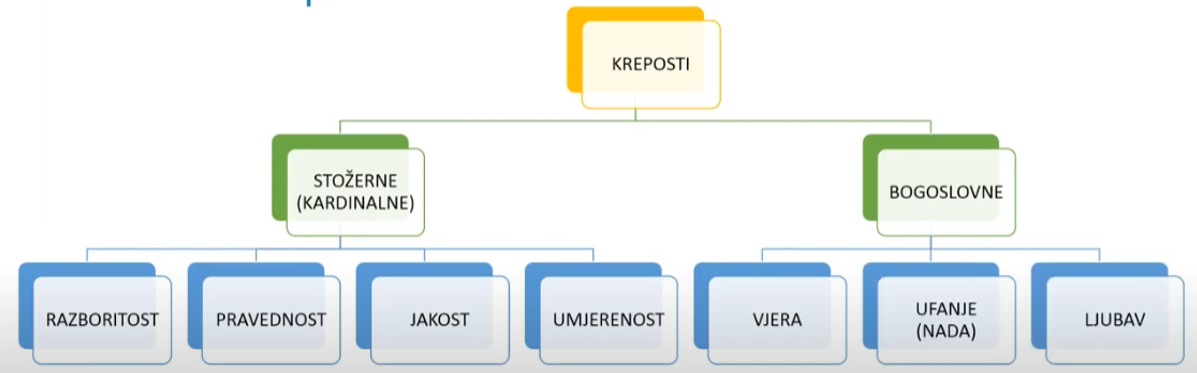 KREPOSTI
STOŽERNE
(KARDINALNE)
BOGOSLOVNE
RAZBORITOST
PRAVEDNOST
JAKOST
UMJERENOST
VJERA
UFANJE
(NADA)
LJUBAV